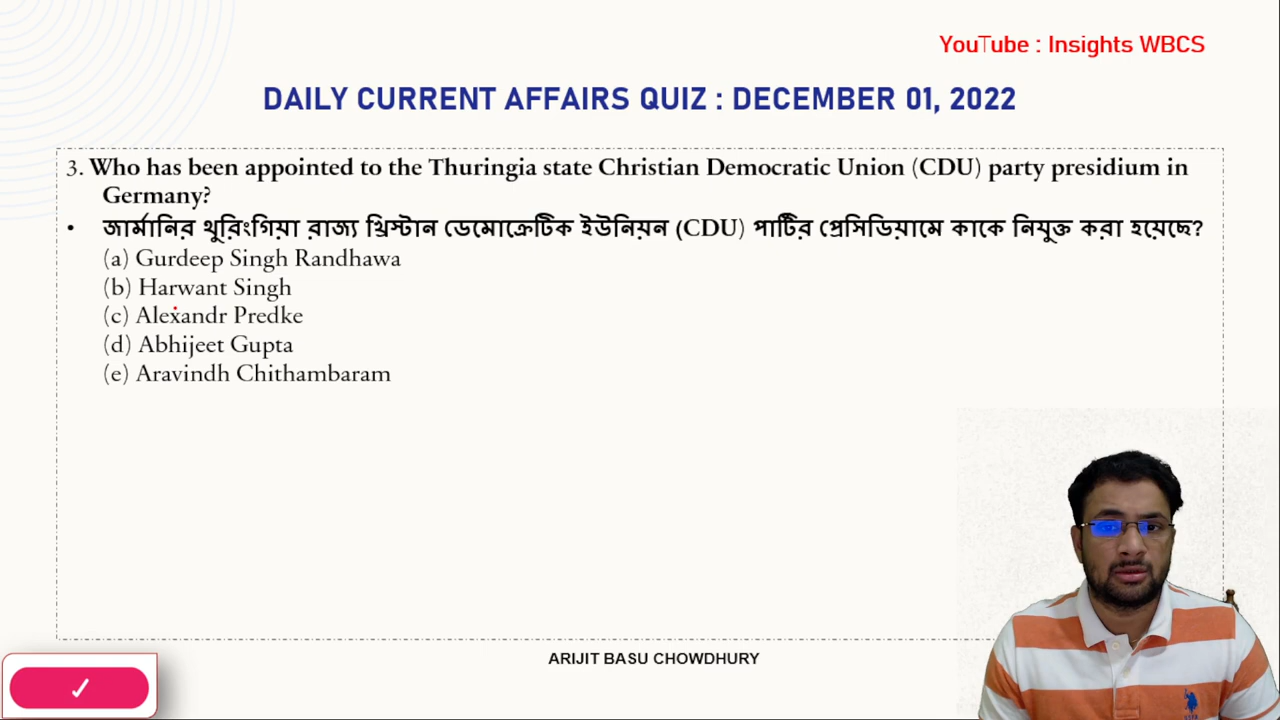 YouTube : Insights WBCS
DAILY CURRENT AFFAIRS QUIZ : DECEMBER 01, 2022
3. Who has been appointed to the Thuringia state Christian Democratic Union (CDU) party presidium in
Germany?
• জার্মানির থুরিংগিয়া রাজ্য খ্রিস্টান ডেমোক্রেটিক ইউনিয়ন (CDU) পার্টির প্রেসিডিয়ামে কাকে নিযুক্ত করা হয়েছে?
(a) Gurdeep Singh Randhawa
(b) Harwant Singh
(c) Alexandr Predke
(d) Abhijeet Gupta
(e) Aravindh Chithambaram
ARIJIT BASU CHOWDHURY